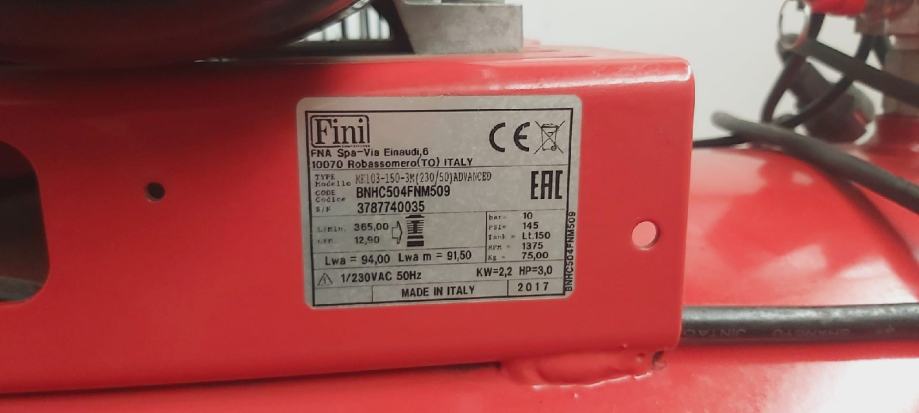 Fini
CE
FNA Spa-Via Einaudi,6
10070 Robassomero(TO) ITALY
TYPE
Modello MK103-150-3M(230/50)ADVANCED
CODE
Codice BNHC504FNM509
S/N 3787740035
EAC
L/min. 365,00
CFM 12,90
bar= 10
PSI= 145
Tank = Lt.150
RPM = 1375
Kg = 75,00
Lwa = 94,00 Lwa m = 91,50
1/230VAC 50Hz KW=2,2 HP=3,0
MADE IN ITALY 2017
BNHC504FNM509